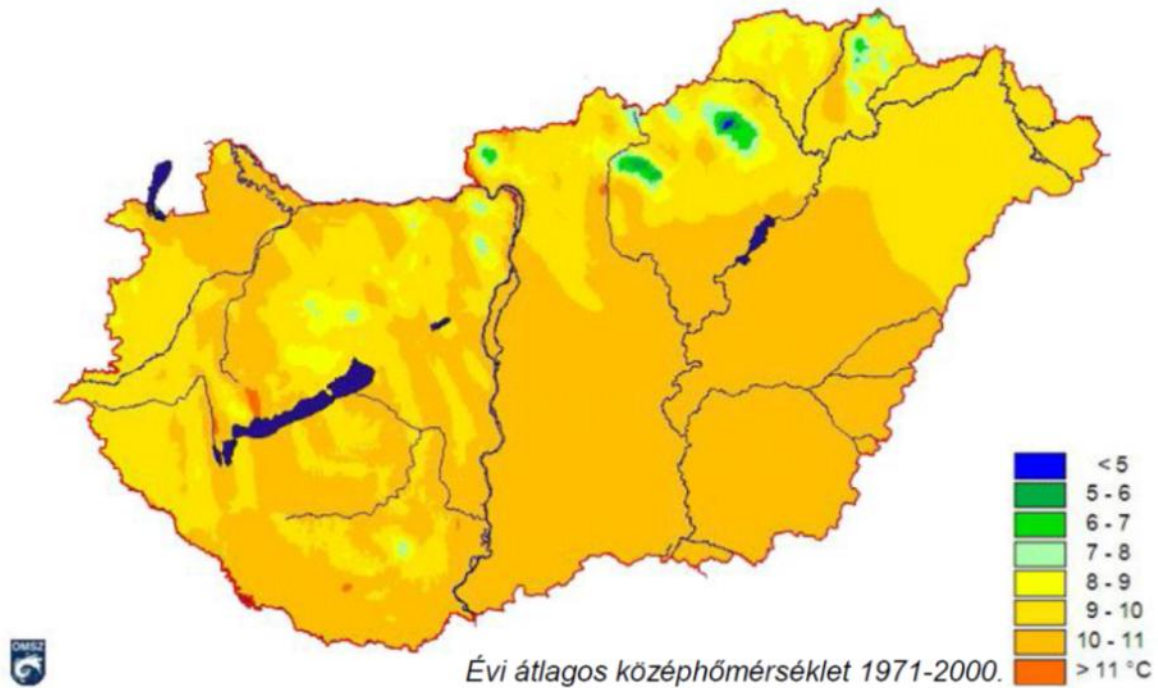 < 5
5 - 6
6 - 7
7 - 8
8 - 9
9 - 10
10 - 11
> 11 °C
OMSZ
Évi átlagos középhőmérséklet 1971-2000.